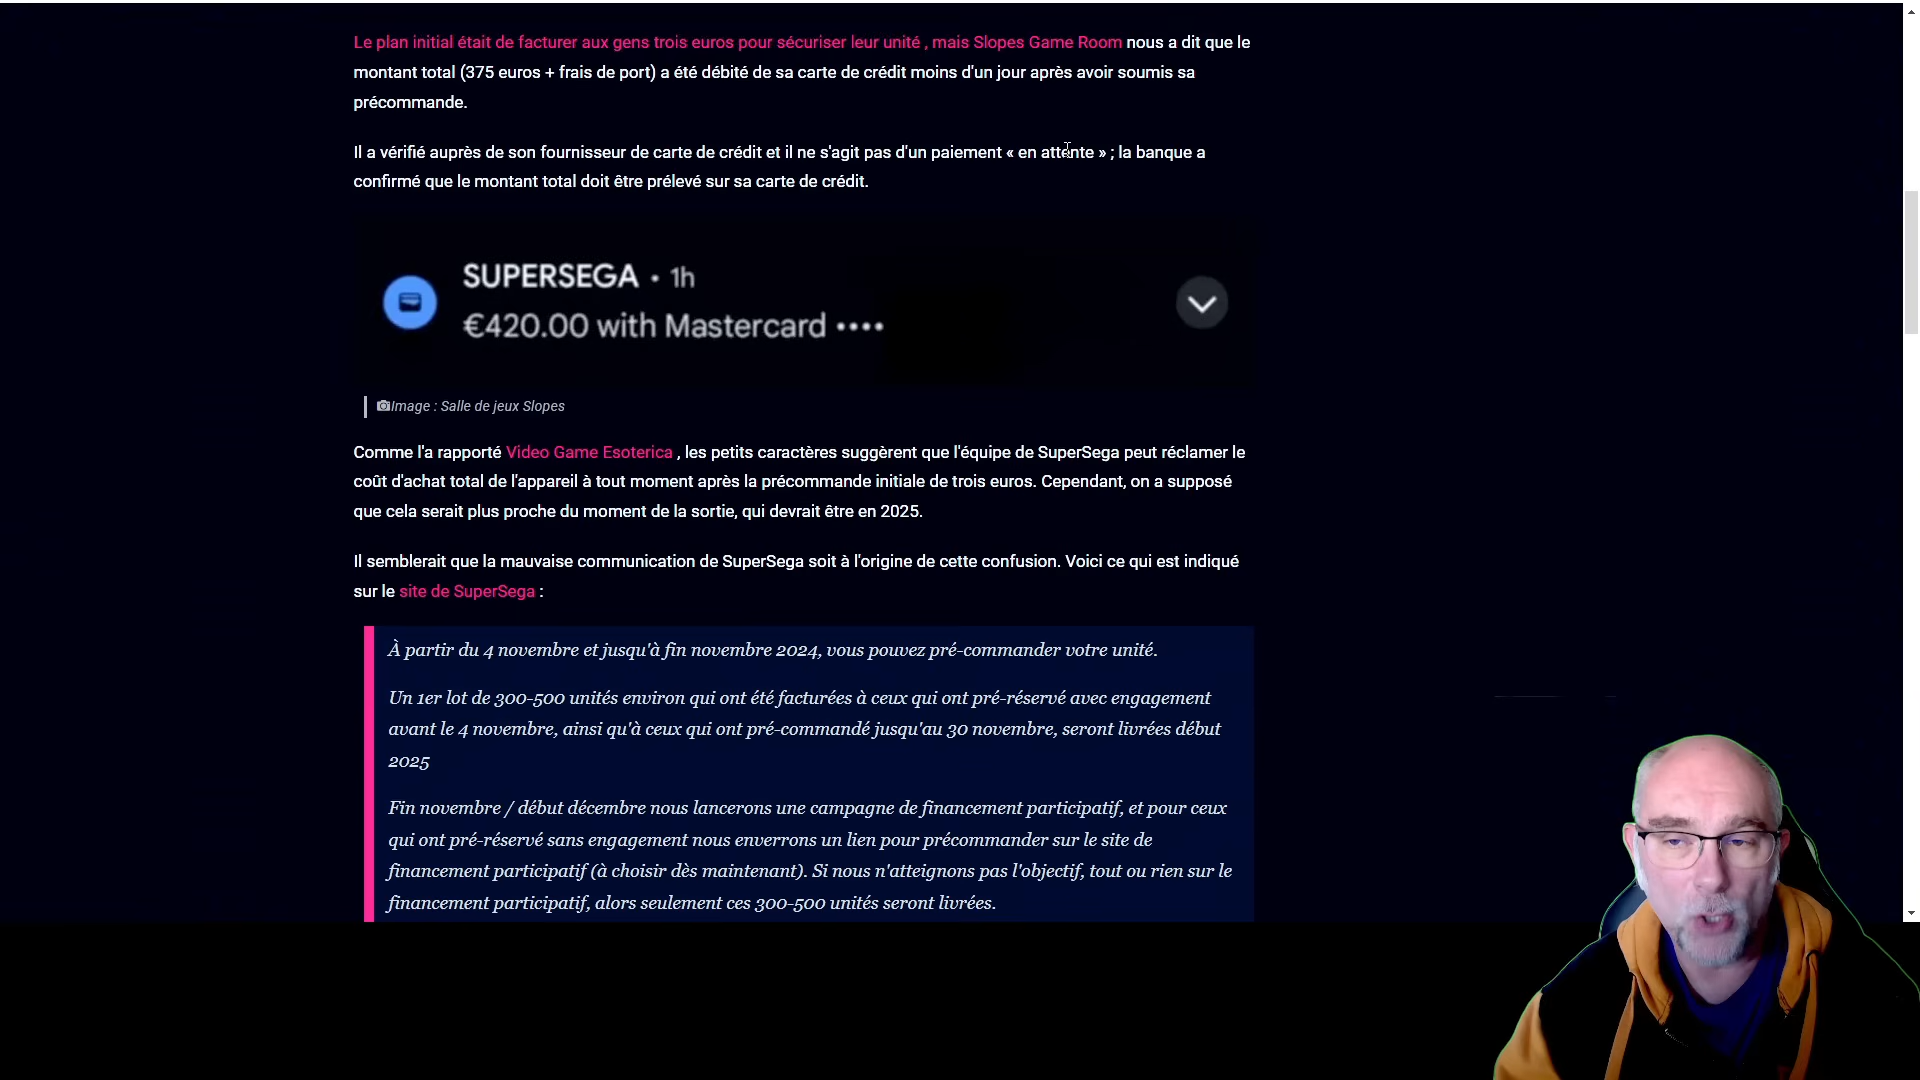 Le plan initial était de facturer aux gens trois euros pour sécuriser leur unité , mais Slopes Game Room nous a dit que le
montant total (375 euros + frais de port) a été débité de sa carte de crédit moins d'un jour après avoir soumis sa
précommande.
Il a vérifié auprès de son fournisseur de carte de crédit et il ne s'agit pas d'un paiement « en attente » ; la banque a
confirmé que le montant total doit être prélevé sur sa carte de crédit.
SUPERSEGA • 1h
€420.00 with Mastercard ••••
Image : Salle de jeux Slopes
Comme l'a rapporté Video Game Esoterica , les petits caractères suggèrent que l'équipe de SuperSega peut réclamer le
coût d'achat total de l'appareil à tout moment après la précommande initiale de trois euros. Cependant, on a supposé
que cela serait plus proche du moment de la sortie, qui devrait être en 2025.
Il semblerait que la mauvaise communication de SuperSega soit à l'origine de cette confusion. Voici ce qui est indiqué
sur le site de SuperSega :
À partir du 4 novembre et jusqu'à fin novembre 2024, vous pouvez pré-commander votre unité.
Un 1er lot de 300-500 unités environ qui ont été facturées à ceux qui ont pré-réservé avec engagement
avant le 4 novembre, ainsi qu'à ceux qui ont pré-commandé jusqu'au 30 novembre, seront livrées début
2025
Fin novembre / début décembre nous lancerons une campagne de financement participatif, et pour ceux
qui ont pré-réservé sans engagement nous enverrons un lien pour précommander sur le site de
financement participatif (à choisir dès maintenant). Si nous n'atteignons pas l'objectif, tout ou rien sur le
financement participatif, alors seulement ces 300-500 unités seront livrées.